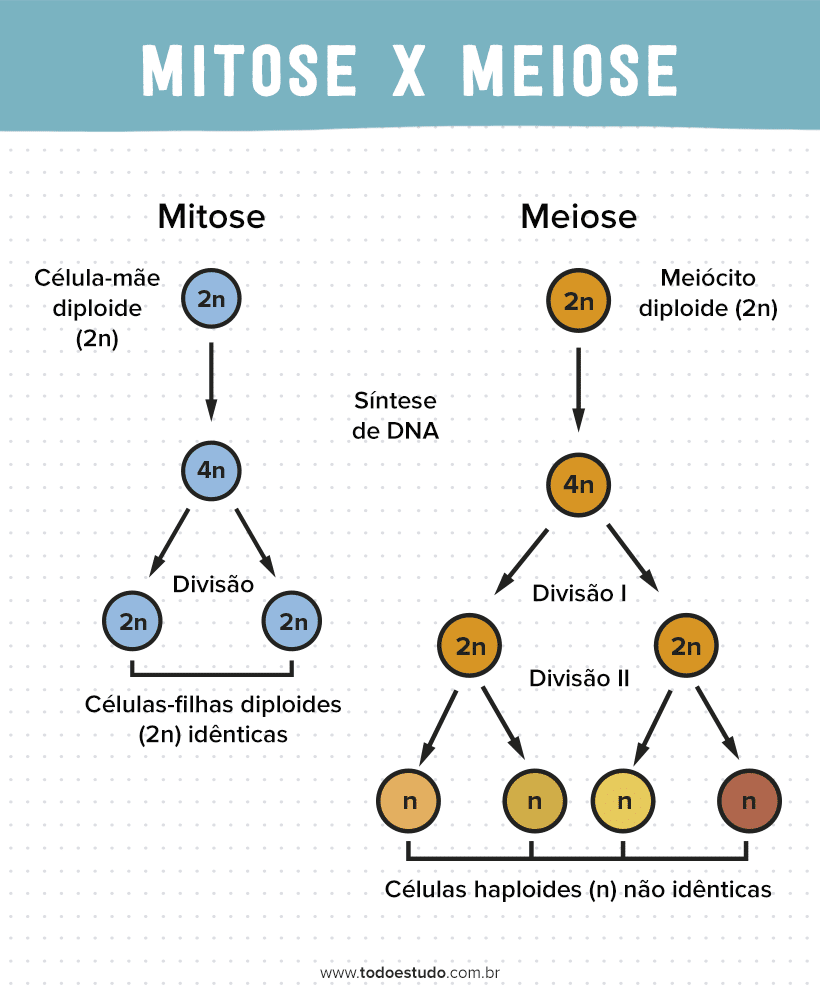 MITOSE X MEIOSE
Mitose
Célula-mãe
diploide
(2n)
2n
4n
Divisão
2n
2n
Células-filhas diploides
(2n) idênticas
Síntese
de DNA
Meiose
2n
Meiócito
diploide (2n)
4n
Divisão I
2n
2n
Divisão II
n
n
n
n
Células haploides (n) não idênticas
www.todoestudo.com.br